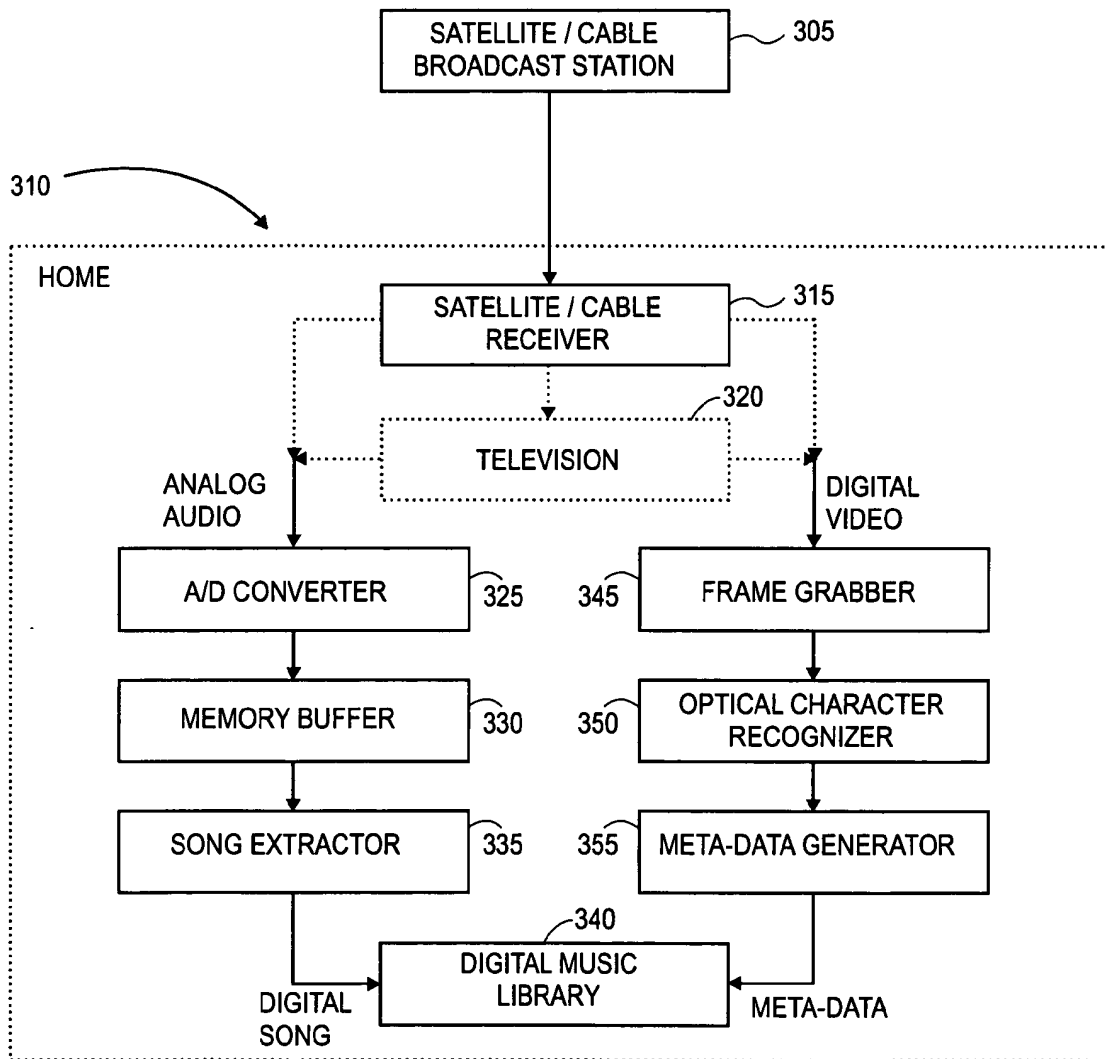 SATELLITE / CABLE
BROADCAST STATION
305
310
HOME
SATELLITE / CABLE
RECEIVER
315
320
TELEVISION
ANALOG
AUDIO
DIGITAL
VIDEO
A/D CONVERTER
325
345
FRAME GRABBER
MEMORY BUFFER
330
350
OPTICAL CHARACTER
RECOGNIZER
SONG EXTRACTOR
335
355
META-DATA GENERATOR
340
DIGITAL MUSIC
LIBRARY
DIGITAL
SONG
META-DATA